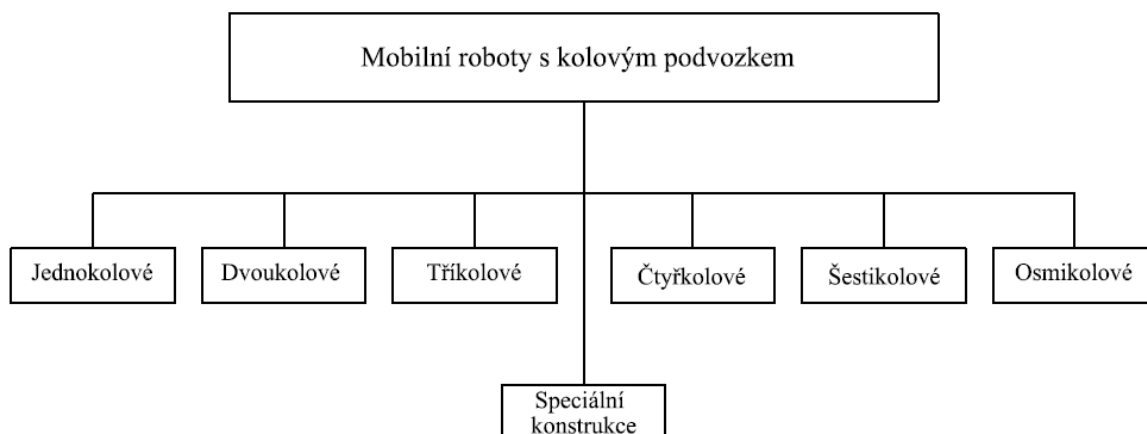 Mobilní roboty s kolovým podvozkem
Jednokolové
Dvoukolové
Tříkolové
Čtyřkolové
Šestikolové
Osmikolové
Speciální
konstrukce